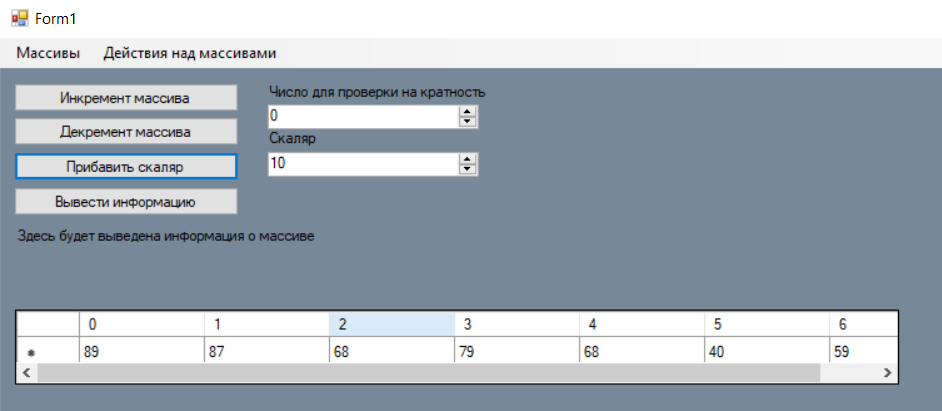 Form1
Массивы Действия над массивами
Инкремент массива
Декремент массива
Прибавить скаляр
Вывести информацию
Число для проверки на кратность
0
Скаляр
10
Здесь будет выведена информация о массиве
0 1 2 3 4 5 6
* 89 87 68 79 68 40 59